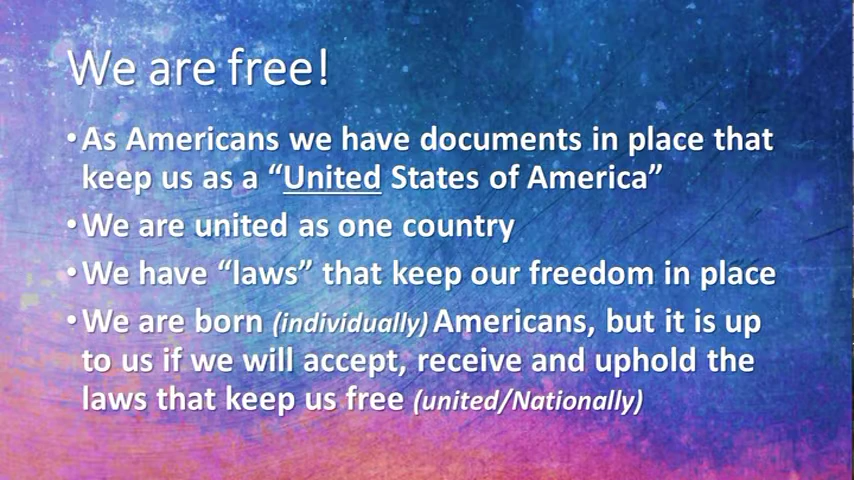 We are free!
• As Americans we have documents in place that
keep us as a “United States of America”
• We are united as one country
• We have “laws” that keep our freedom in place
• We are born (individually) Americans, but it is up
to us if we will accept, receive and uphold the
laws that keep us free (united/Nationally)